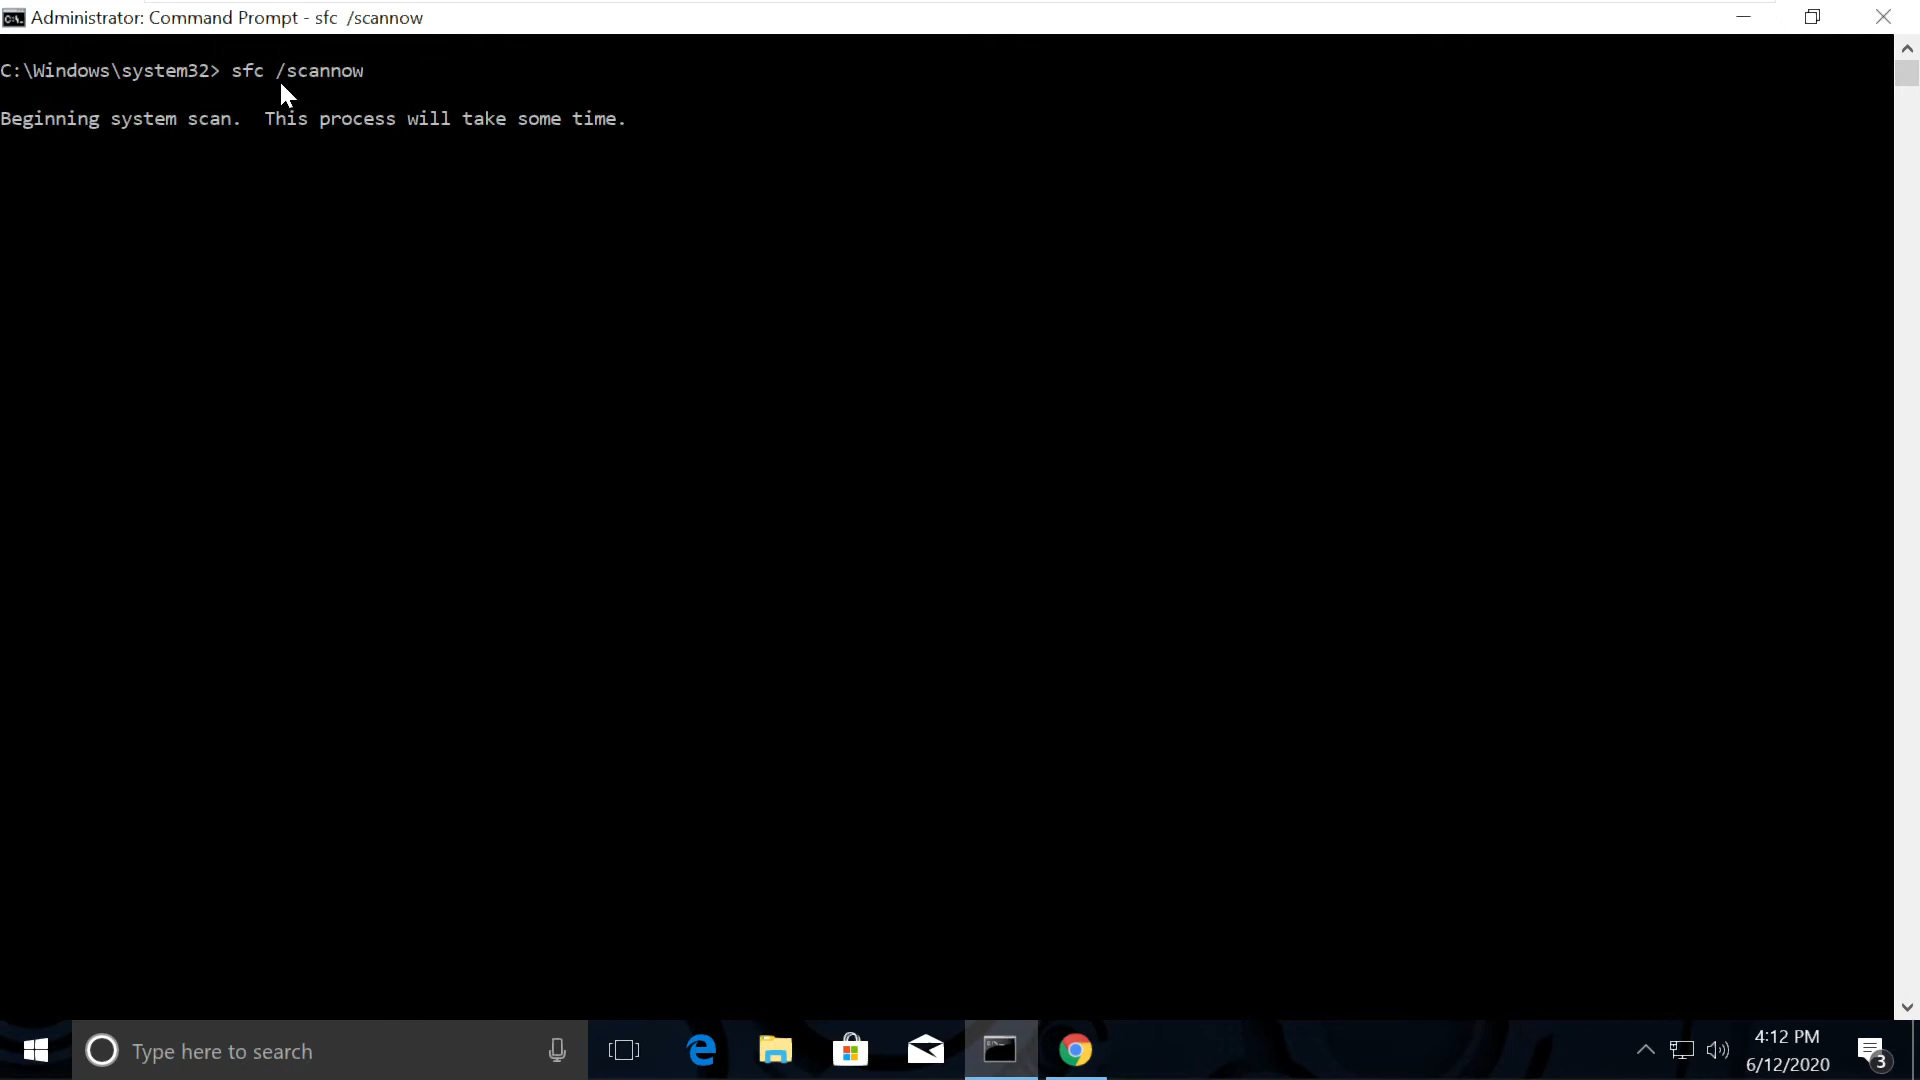 Administrator: Command Prompt - sfc  /scannow
C:\Windows\system32> sfc /scannow
Beginning system scan.  This process will take some time.
Type here to search
4:12 PM
6/12/2020
3